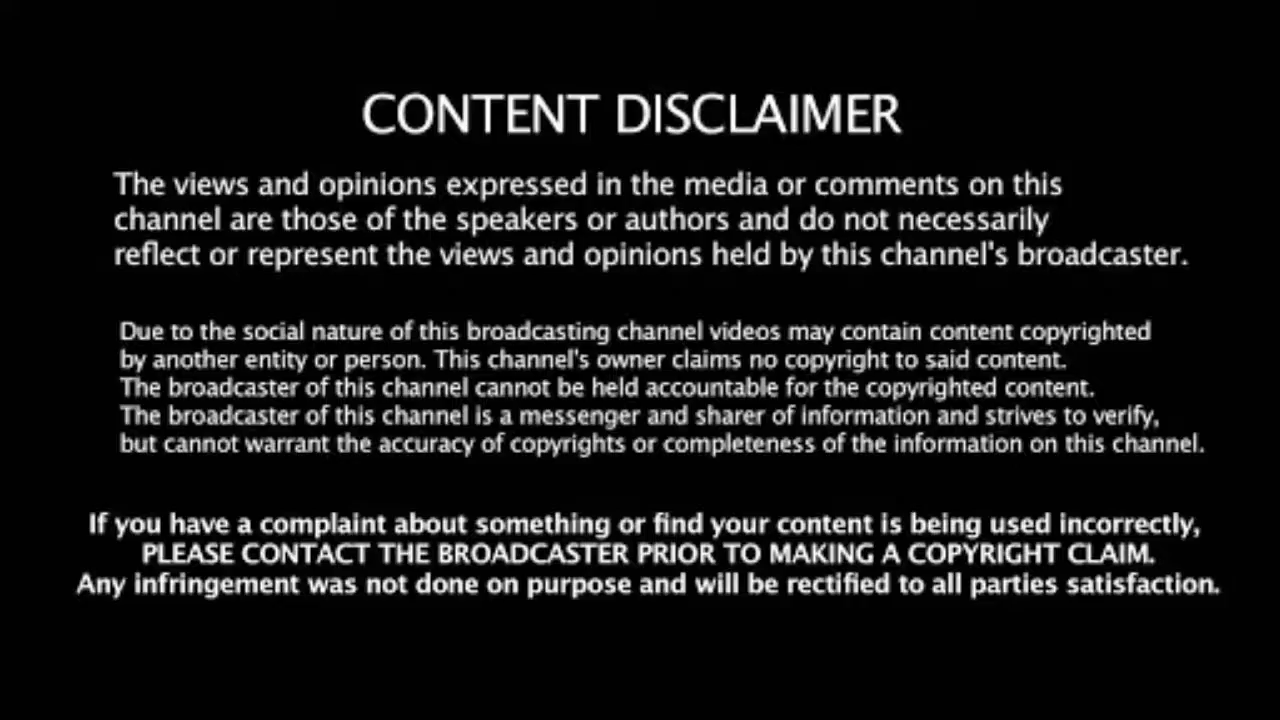 CONTENT DISCLAIMER
The views and opinions expressed in the media or comments on this
channel are those of the speakers or authors and do not necessarily
reflect or represent the views and opinions held by this channel's broadcaster.
Due to the social nature of this broadcasting channel videos may contain content copyrighted
by another entity or person. This channel's owner claims no copyright to said content.
The broadcaster of this channel cannot be held accountable for the copyrighted content.
The broadcaster of this channel is a messenger and sharer of information and strives to verify,
but cannot warrant the accuracy of copyrights or completeness of the information on this channel.
If you have a complaint about something or find your content is being used incorrectly,
PLEASE CONTACT THE BROADCASTER PRIOR TO MAKING A COPYRIGHT CLAIM.
Any infringement was not done on purpose and will be rectified to all parties satisfaction.